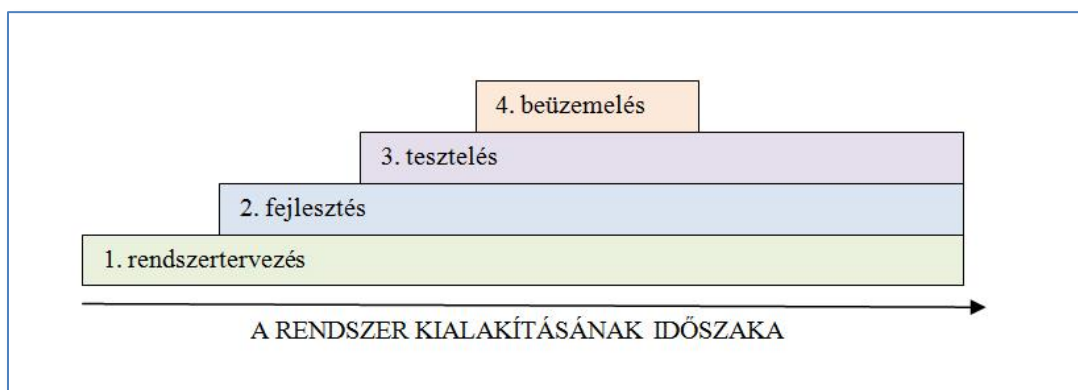 4. beüzemelés
3. tesztelés
2. fejlesztés
1. rendszertervezés
A RENDSZER KIALAKÍTÁSÁNAK IDŐSZAKA